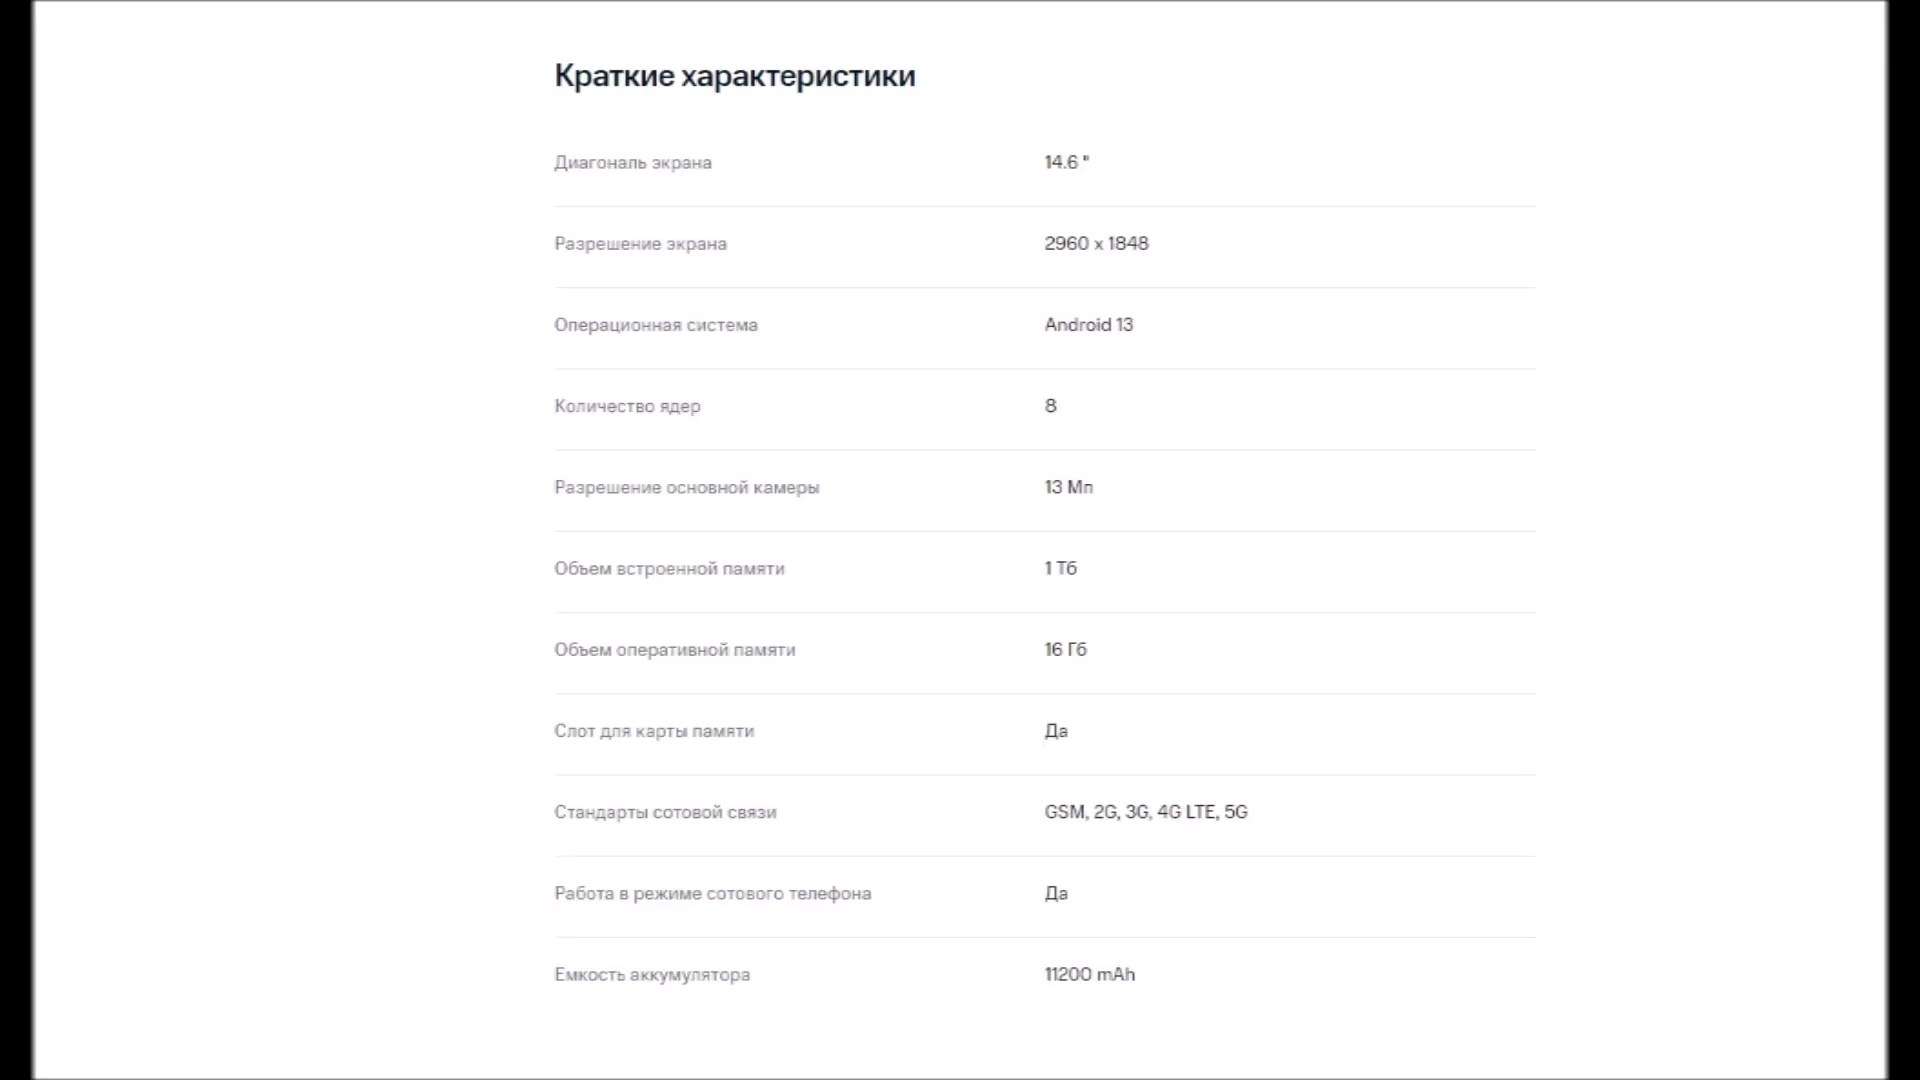 Краткие характеристики
Диагональ экрана 14.6 "
Разрешение экрана 2960 x 1848
Операционная система Android 13
Количество ядер 8
Разрешение основной камеры 13 Мп
Объем встроенной памяти 1 Тб
Объем оперативной памяти 16 Гб
Слот для карты памяти Да
Стандарты сотовой связи GSM, 2G, 3G, 4G LTE, 5G
Работа в режиме сотового телефона Да
Емкость аккумулятора 11200 mAh